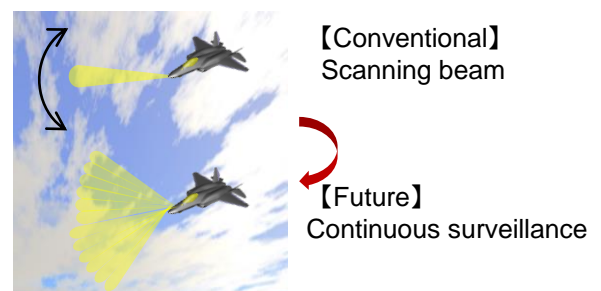 【Conventional】
Scanning beam
【Future】
Continuous surveillance